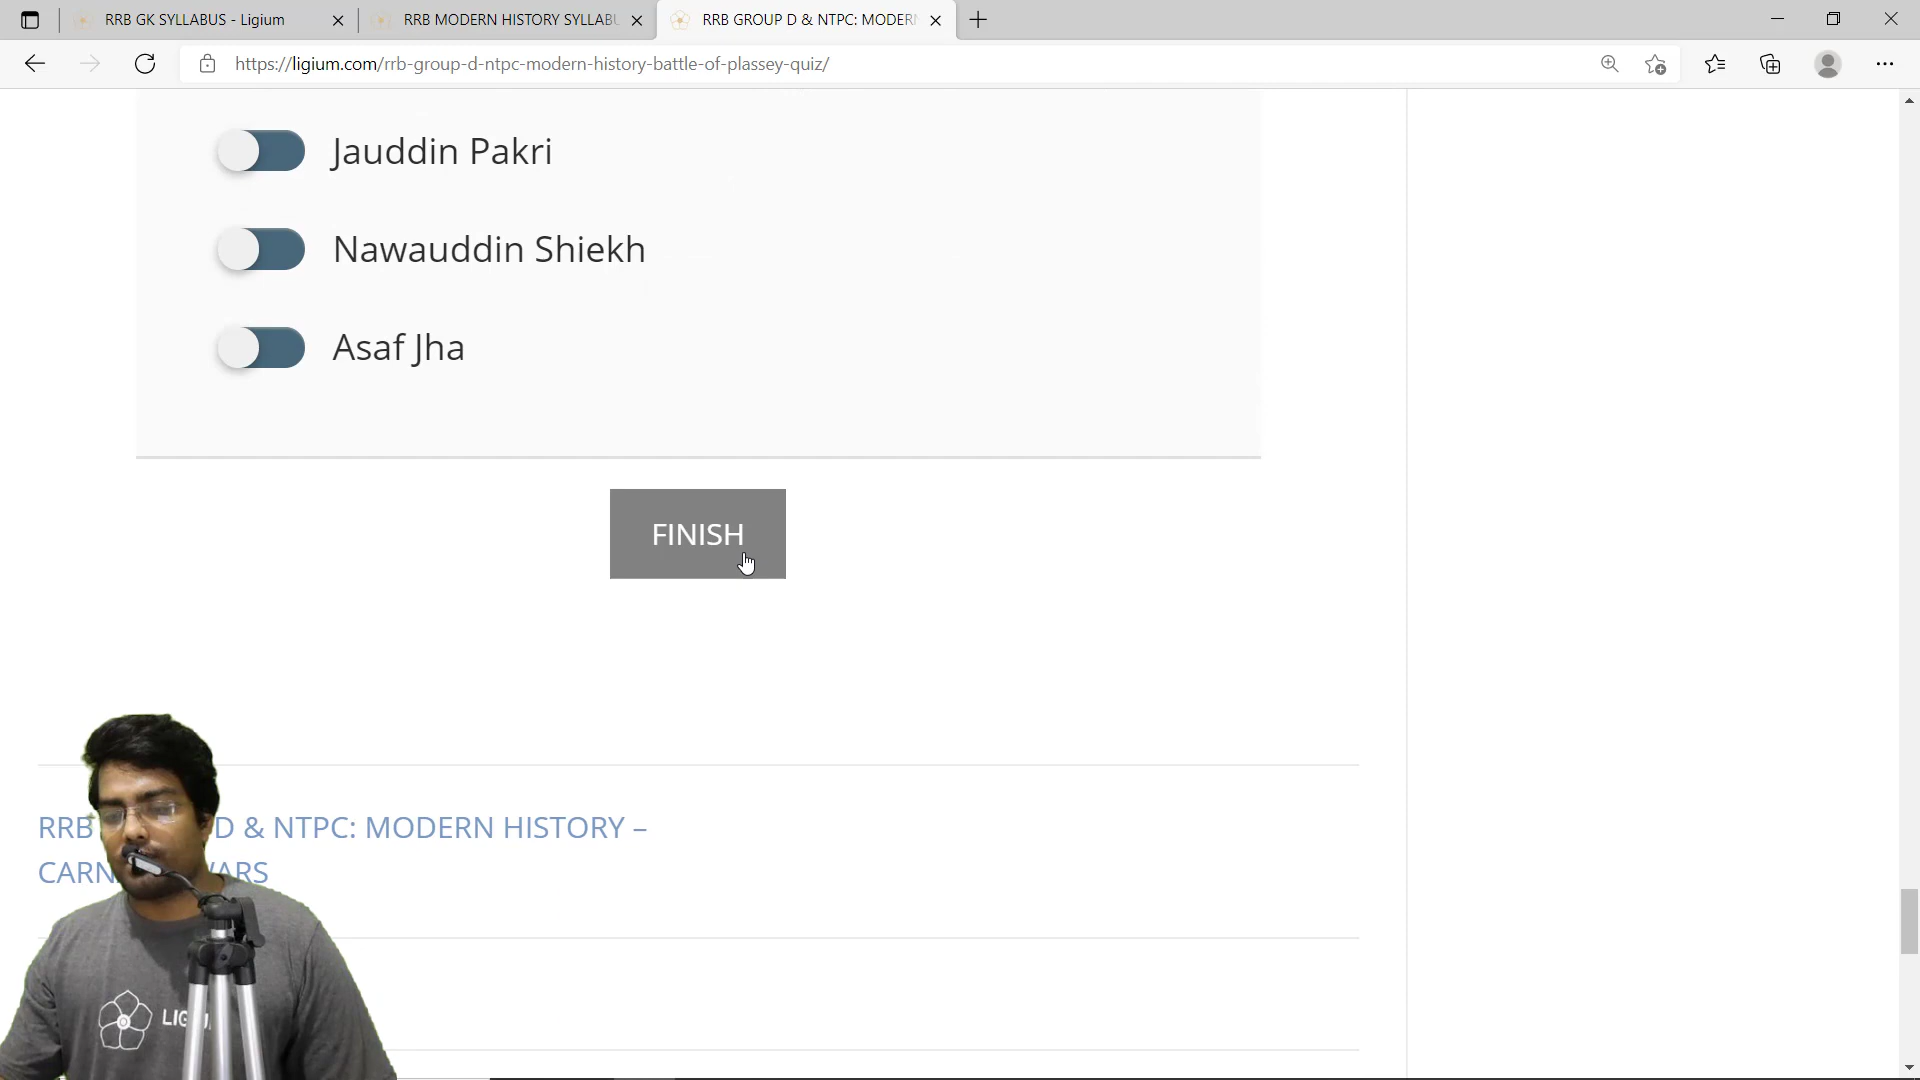 RRB GK SYLLABUS - Ligium
RRB MODERN HISTORY SYLLABU
RRB GROUP D & NTPC: MODERN
https://ligium.com/rrb-group-d-ntpc-modern-history-battle-of-plassey-quiz/
Jauddin Pakri
Nawauddin Shiekh
Asaf Jha
FINISH
RRB D & NTPC: MODERN HISTORY –
CARN ARS